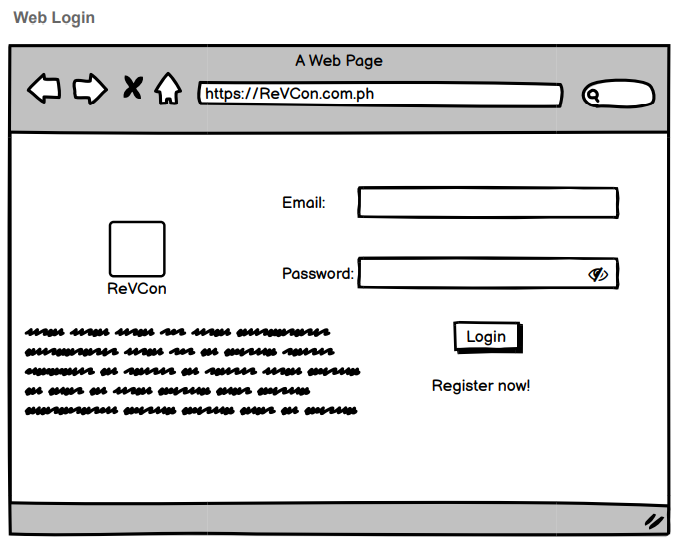 Web Login
A Web Page
https://ReVCon.com.ph
Email:
Password:
ReVCon
Login
Register now!